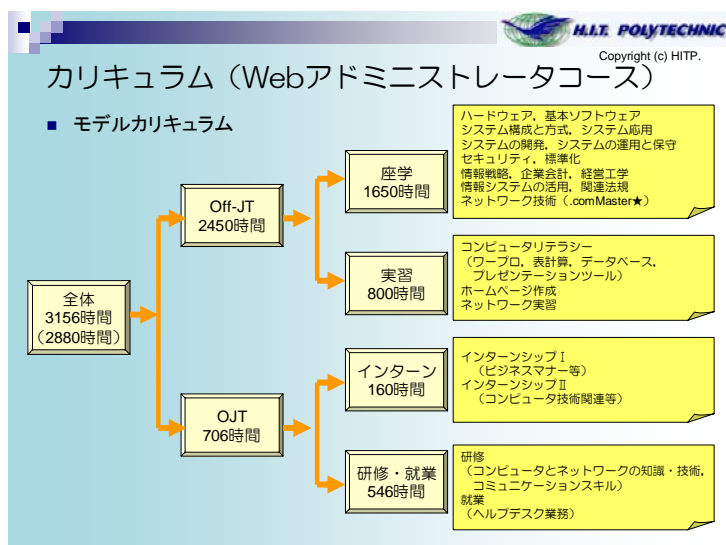 H.I.T. POLYTECHNIC
Copyright (c) HITP.
カリキュラム（Webアドミニストレータコース）
モデルカリキュラム
全体
3156時間
（2880時間）
Off-JT
2450時間
座学
1650時間
ハードウェア，基本ソフトウェア
システム構成と方式，システム応用
システムの開発，システムの運用と保守
セキュリティ，標準化
情報戦略，企業会計，経営工学
情報システムの活用，関連法規
ネットワーク技術（.comMaster★）
実習
800時間
コンピュータリテラシー
（ワープロ，表計算，データベース，
プレゼンテーションツール）
ホームページ作成
ネットワーク実習
OJT
706時間
インターン
160時間
インターンシップⅠ
（ビジネスマナー等）
インターンシップⅡ
（コンピュータ技術関連等）
研修・就業
546時間
研修
（コンピュータとネットワークの知識・技術，
コミュニケーションスキル）
就業
（ヘルプデスク業務）